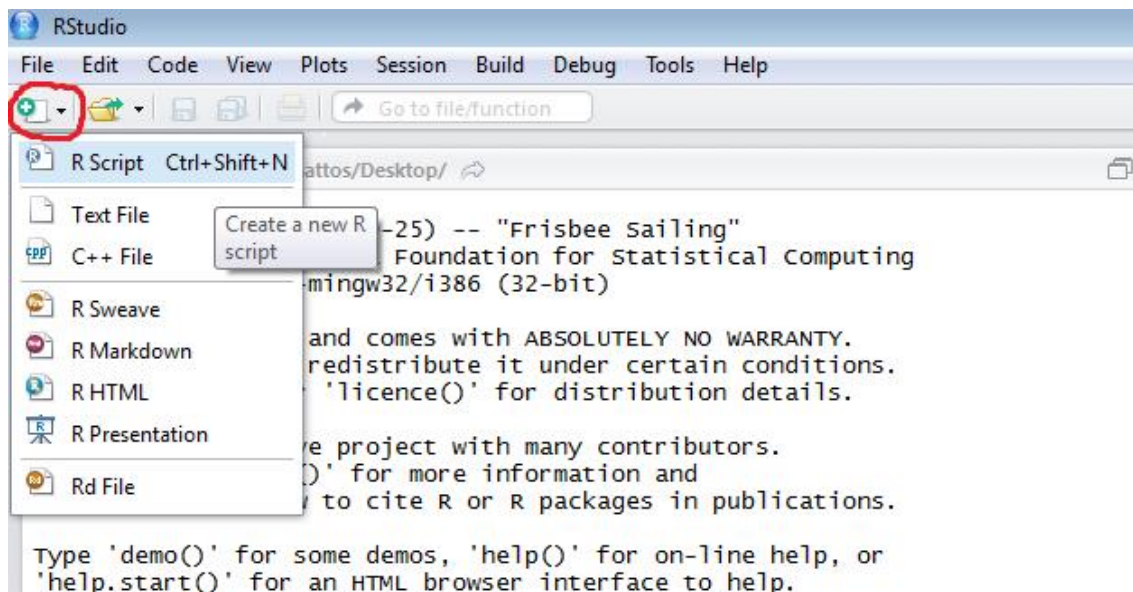 RStudio
File Edit Code View Plots Session Build Debug Tools Help
Go to file/function
R Script Ctrl+Shift+N
attos/Desktop/
Text File
Create a new R
script
-25) -- "Frisbee Sailing"
C++ File
Foundation for Statistical Computing
-mingw32/i386 (32-bit)
R Sweave
and comes with ABSOLUTELY NO WARRANTY.
R Markdown
redistribute it under certain conditions.
R HTML
'licence()' for distribution details.
R Presentation
ve project with many contributors.
)' for more information and
Rd File
to cite R or R packages in publications.
Type 'demo()' for some demos, 'help()' for on-line help, or
'help.start()' for an HTML browser interface to help.